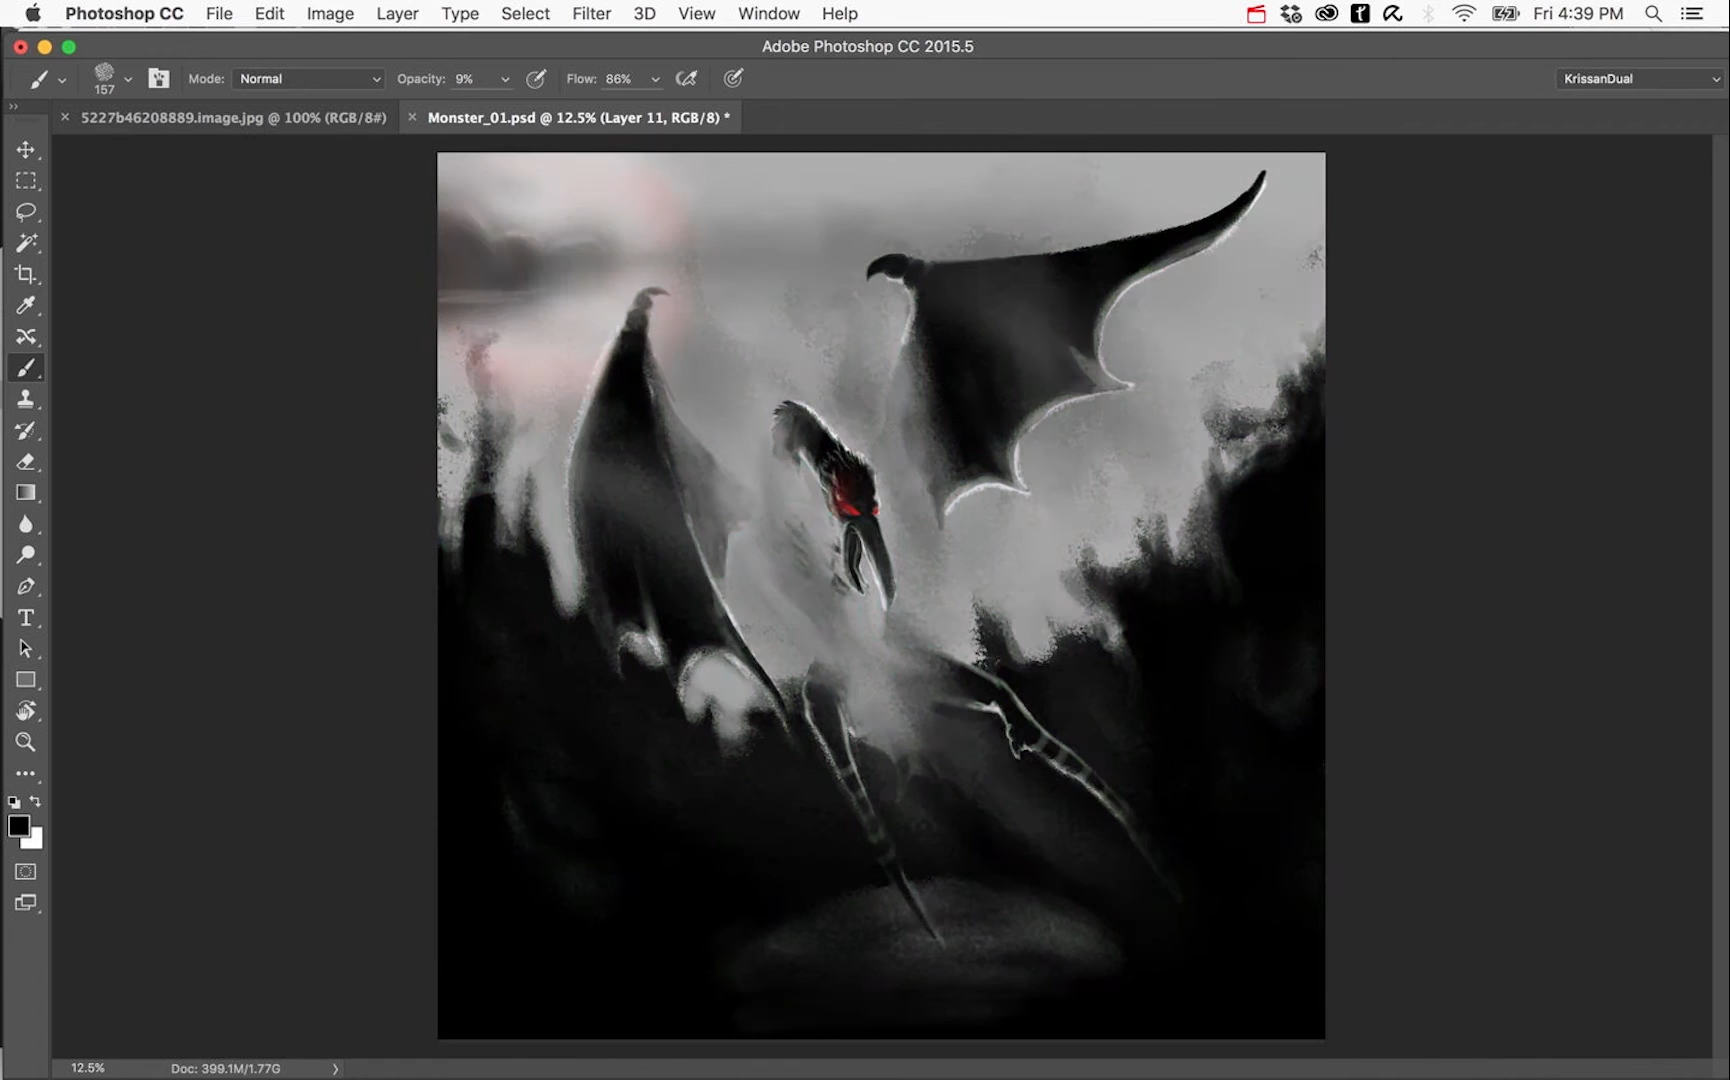 Photoshop CC File Edit Image Layer Type Select Filter 3D View Window Help Fri 4:39 PM
Adobe Photoshop CC 2015.5
157 Mode: Normal Opacity: 9% Flow: 86% KrissanDual
5227b46208889.image.jpg @ 100% (RGB/8#) Monster_01.psd @ 12.5% (Layer 11, RGB/8) *
12.5% Doc: 399.1M/1.77G